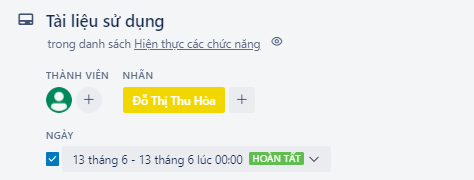 Tài liệu sử dụng
trong danh sách Hiện thực các chức năng
THÀNH VIÊN NHÃN
Đỗ Thị Thu Hòa
NGÀY
13 tháng 6 - 13 tháng 6 lúc 00:00 HOÀN TẤT